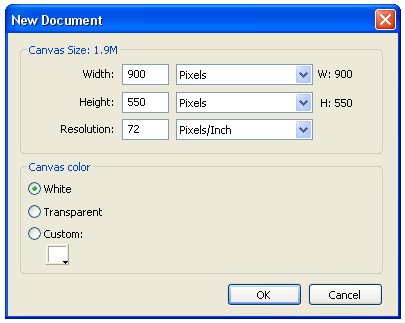 New Document
Canvas Size: 1.9M
Width: 900 Pixels W: 900
Height: 550 Pixels H: 550
Resolution: 72 Pixels/Inch
Canvas color
White
Transparent
Custom:
OK Cancel